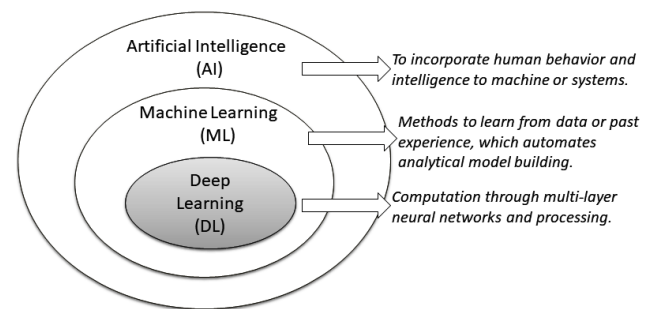 Artificial Intelligence
(AI)
To incorporate human behavior and
intelligence to machine or systems.
Machine Learning
(ML)
Methods to learn from data or past
experience, which automates
analytical model building.
Deep
Learning
(DL)
Computation through multi-layer
neural networks and processing.